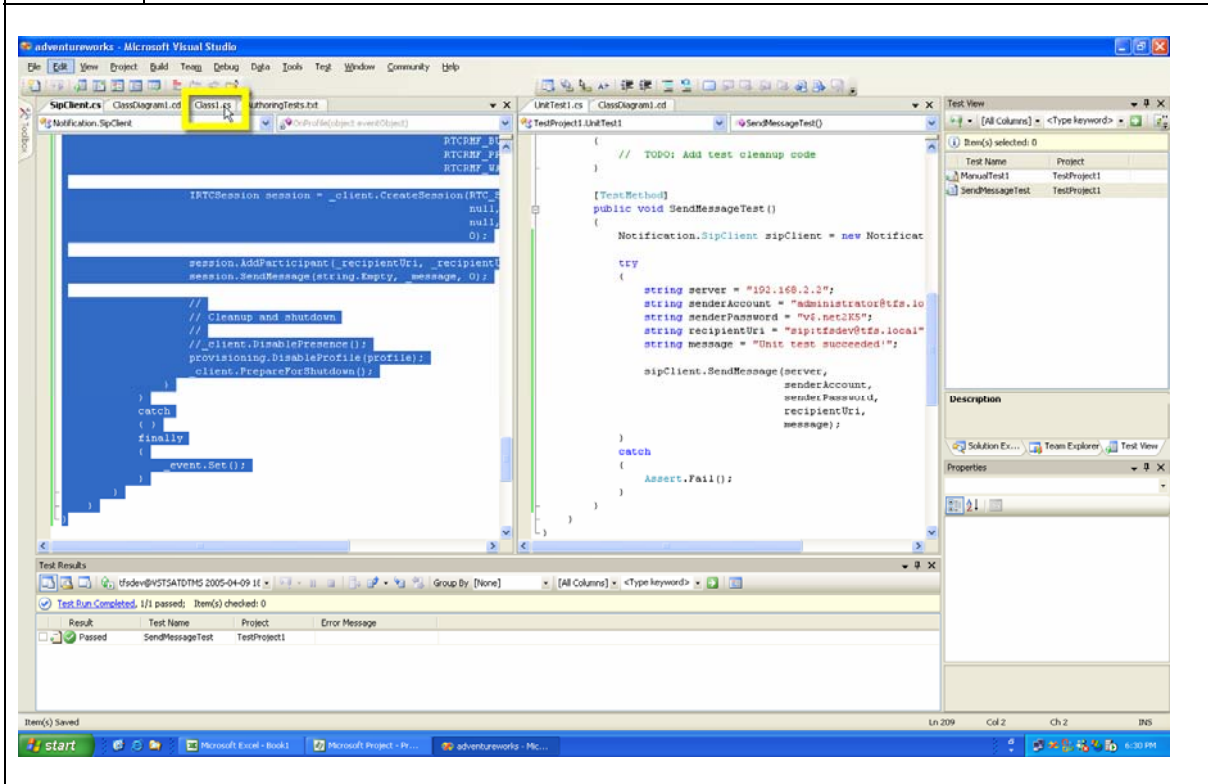 adventureworks - Microsoft Visual Studio
File Edit View Project Build Team Debug Data Tools Test Window Community Help
SipClient.cs ClassDiagram1.cd Class1.cs AuthoringTests.txt
UnitTest1.cs ClassDiagram1.cd
Test View
Toolbox
Notification.SipClient OnProfile(object eventObject)
TestProject1.UnitTest1 SendMessageTest()
[All Columns] <Type keyword>
RTCRMF_BU
RTCRMF_PR
RTCRMF_WA
IRTCSession session = _client.CreateSession(RTC_S
null,
null,
0);
session.AddParticipant(_recipientUri, _recipientU
session.SendMessage(string.Empty, _message, 0);
//
// Cleanup and shutdown
//
//_client.DisablePresence();
provisioning.DisableProfile(profile);
_client.PrepareForShutdown();
}
}
catch
{ }
finally
{
_event.Set();
}
}
}
}
{
// TODO: Add test cleanup code
}
[TestMethod]
public void SendMessageTest()
{
Notification.SipClient sipClient = new Notificat
try
{
string server = "192.168.2.2";
string senderAccount = "administrator@tfs.lo
string senderPassword = "v$.net2K5";
string recipientUri = "sip:tfsdev@tfs.local"
string message = "Unit test succeeded!";
sipClient.SendMessage(server,
senderAccount,
senderPassword,
recipientUri,
message);
}
catch
{
Assert.Fail();
}
}
}
}
Item(s) selected: 0
Test Name Project
ManualTest1 TestProject1
SendMessageTest TestProject1
Description
Solution Ex... Team Explorer Test View
Properties
Test Results
tfsdev@VSTSATDTMS 2005-04-09 18 Group By [None] [All Columns] <Type keyword>
Test Run Completed, 1/1 passed; Item(s) checked: 0
Result Test Name Project Error Message
Passed SendMessageTest TestProject1
Item(s) Saved Ln 209 Col 2 Ch 2 INS
start Microsoft Excel - Book1 Microsoft Project - Pr... adventureworks - Mic... 6:30 PM